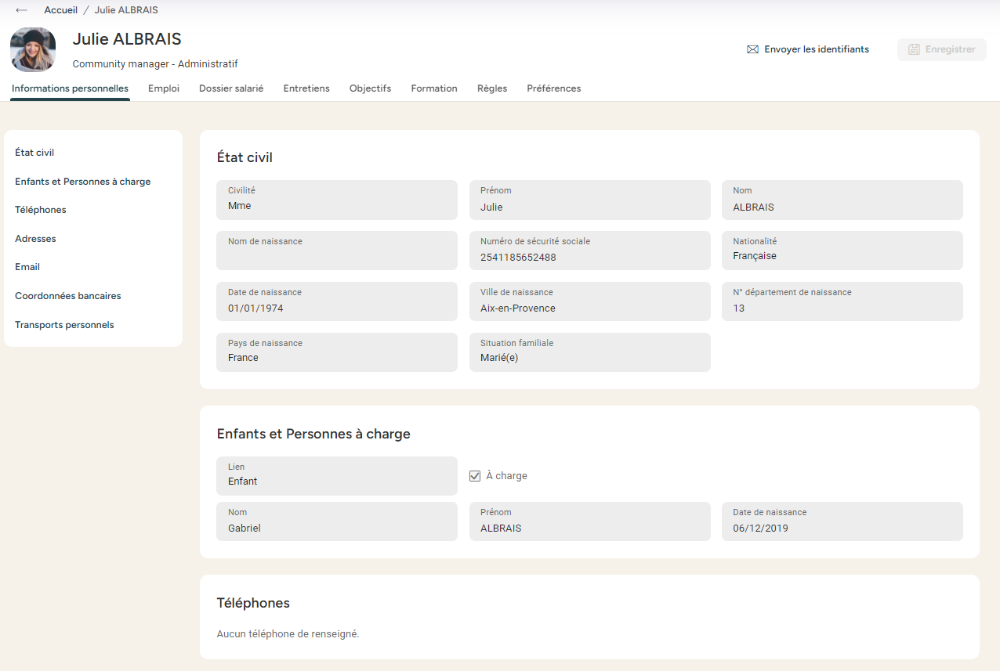 ← Accueil / Julie ALBRAIS
Julie ALBRAIS
Community manager - Administratif
Envoyer les identifiants
Enregistrer
Informations personnelles Emploi Dossier salarié Entretiens Objectifs Formation Règles Préférences
État civil
Enfants et Personnes à charge
Téléphones
Adresses
Email
Coordonnées bancaires
Transports personnels
État civil
Civilité
Mme
Prénom
Julie
Nom
ALBRAIS
Nom de naissance
Numéro de sécurité sociale
2541185652488
Nationalité
Française
Date de naissance
01/01/1974
Ville de naissance
Aix-en-Provence
N° département de naissance
13
Pays de naissance
France
Situation familiale
Marié(e)
Enfants et Personnes à charge
Lien
Enfant
À charge
Nom
Gabriel
Prénom
ALBRAIS
Date de naissance
06/12/2019
Téléphones
Aucun téléphone de renseigné.